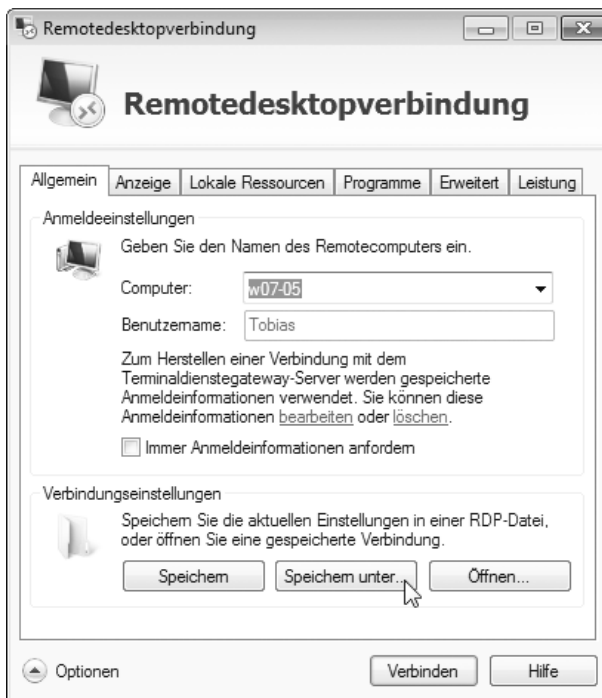 Remotedesktopverbindung
Remotedesktopverbindung
Allgemein Anzeige Lokale Ressourcen Programme Erweitert Leistung
Anmeldeeinstellungen
Geben Sie den Namen des Remotecomputers ein.
Computer: w07-05
Benutzername: Tobias
Zum Herstellen einer Verbindung mit dem
Terminaldienstegateway-Server werden gespeicherte
Anmeldeinformationen verwendet. Sie können diese
Anmeldeinformationen bearbeiten oder löschen.
Immer Anmeldeinformationen anfordern
Verbindungseinstellungen
Speichern Sie die aktuellen Einstellungen in einer RDP-Datei,
oder öffnen Sie eine gespeicherte Verbindung.
Speichern Speichern unter... Öffnen...
Optionen Verbinden Hilfe